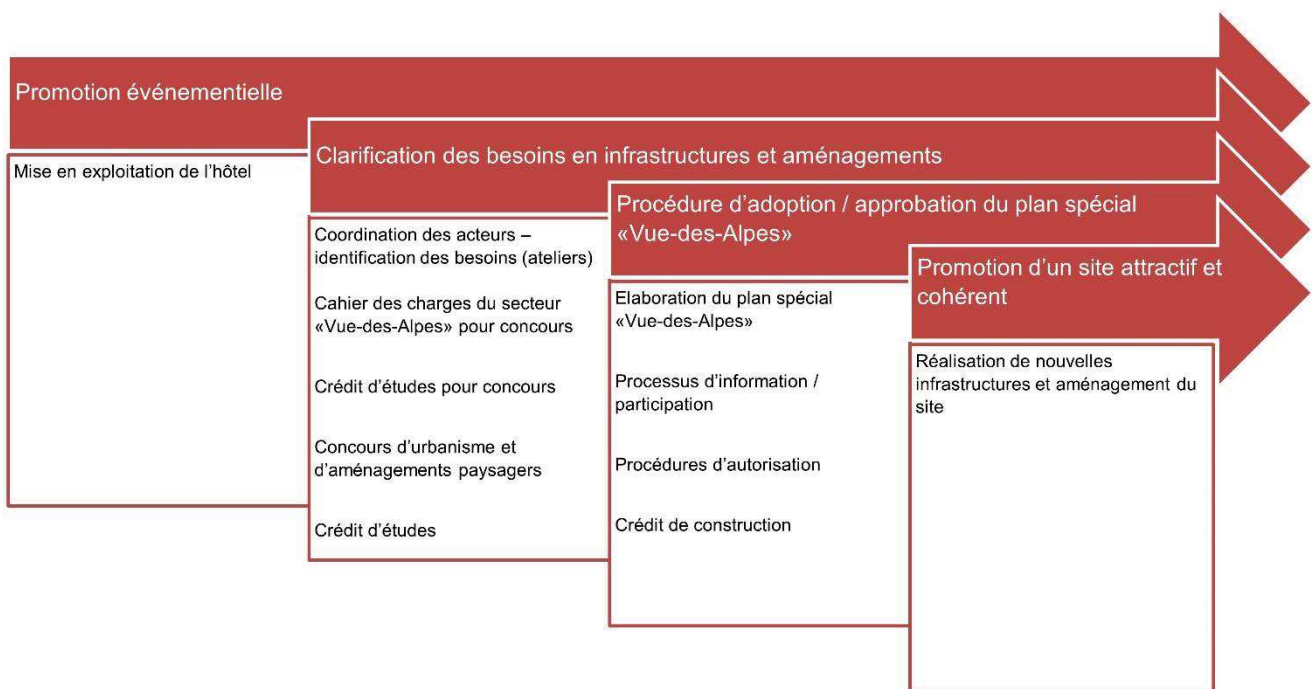 Promotion événementielle
Mise en exploitation de l’hôtel
Clarification des besoins en infrastructures et aménagements
Coordination des acteurs –
identification des besoins (ateliers)
Cahier des charges du secteur
«Vue-des-Alpes» pour concours
Crédit d’études pour concours
Concours d’urbanisme et
d’aménagements paysagers
Crédit d’études
Procédure d’adoption / approbation du plan spécial
«Vue-des-Alpes»
Elaboration du plan spécial
«Vue-des-Alpes»
Processus d’information /
participation
Procédures d’autorisation
Crédit de construction
Promotion d’un site attractif et
cohérent
Réalisation de nouvelles
infrastructures et aménagement du
site